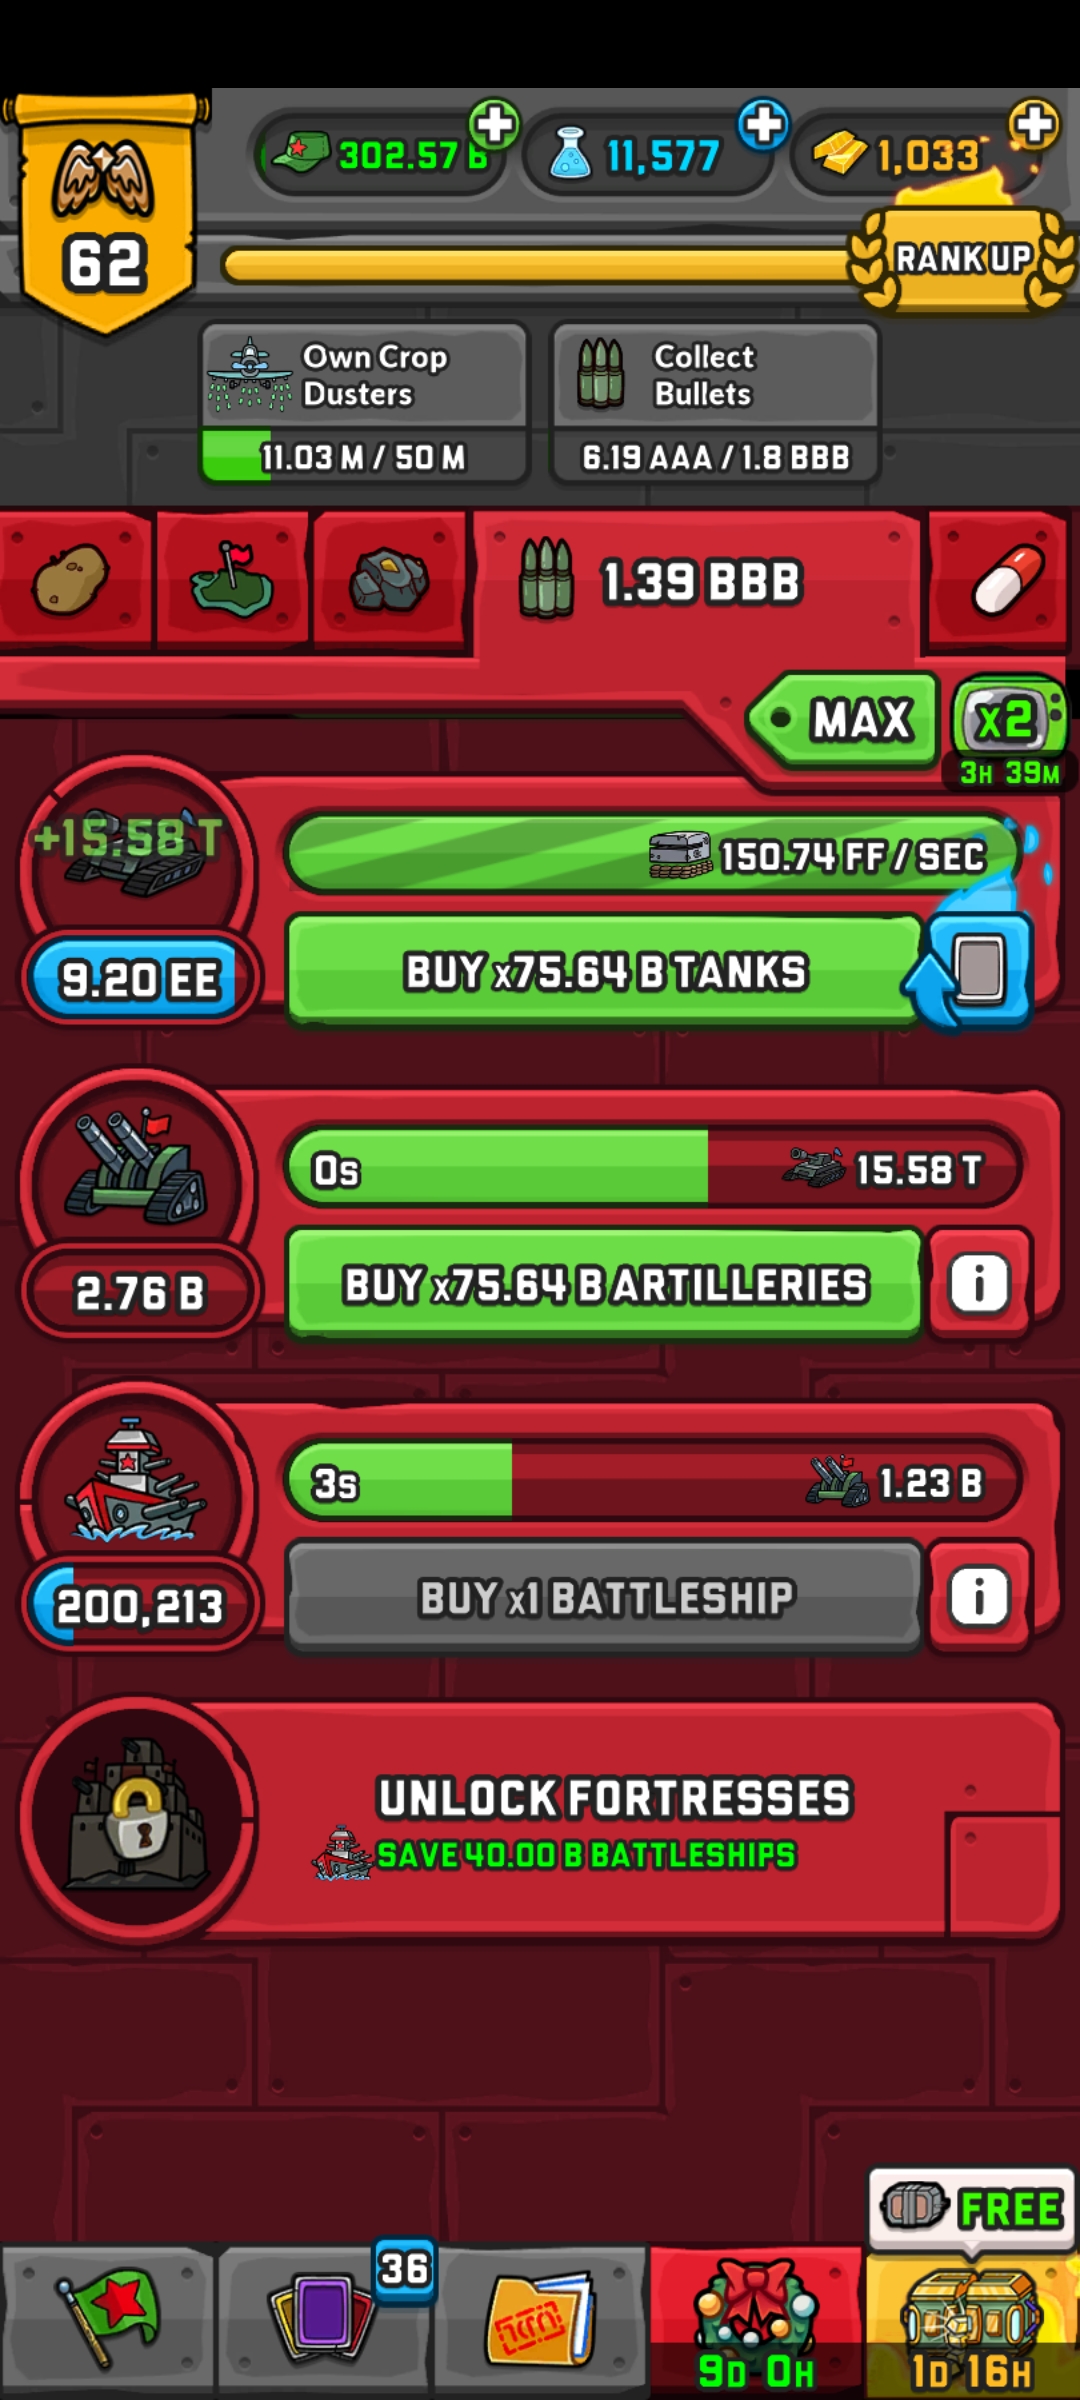 302.57 B
11,577
1,033
62
RANK UP
Own Crop
Dusters
11.03 M / 50 M
Collect
Bullets
6.19 AAA / 1.8 BBB
1.39 BBB
MAX
x2
3H 39M
+15.58 T
150.74 FF / SEC
9.20 EE
BUY x75.64 B TANKS
0s
15.58 T
2.76 B
BUY x75.64 B ARTILLERIES
i
3s
1.23 B
200,213
BUY x1 BATTLESHIP
i
UNLOCK FORTRESSES
SAVE 40.00 B BATTLESHIPS
FREE
36
9D 0H
1D 16H